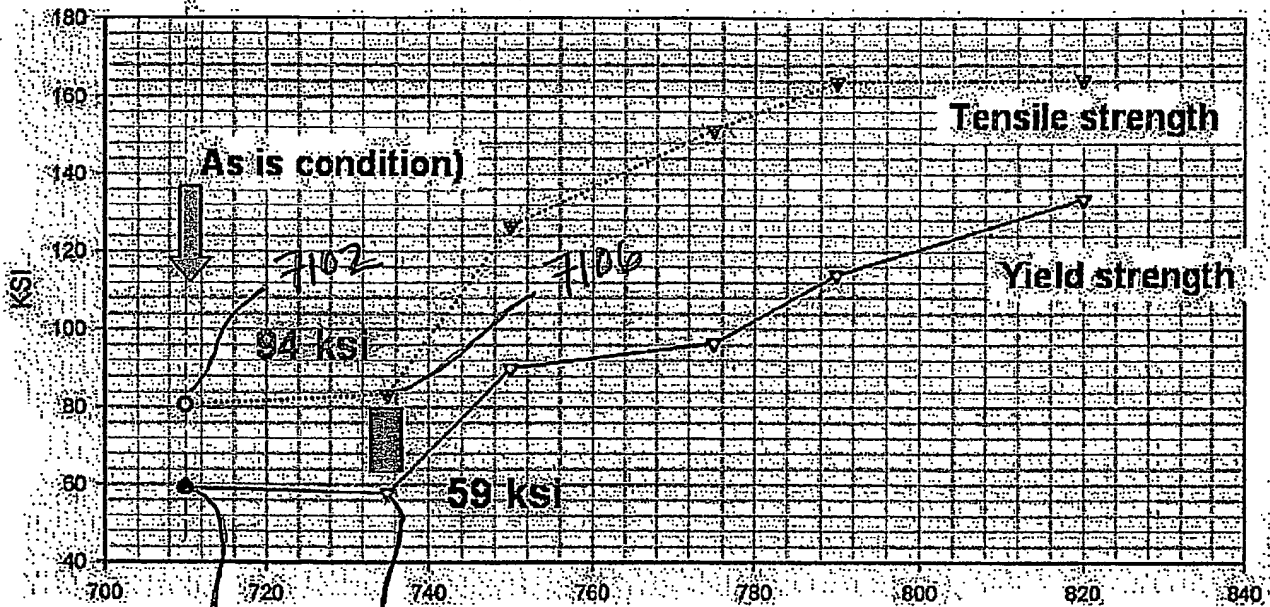 180
160
140
120
100
80
60
40
KSI
As is condition)
Tensile strength
Yield strength
7102
7106
94 ksi
59 ksi
700 720 740 760 780 800 820 840